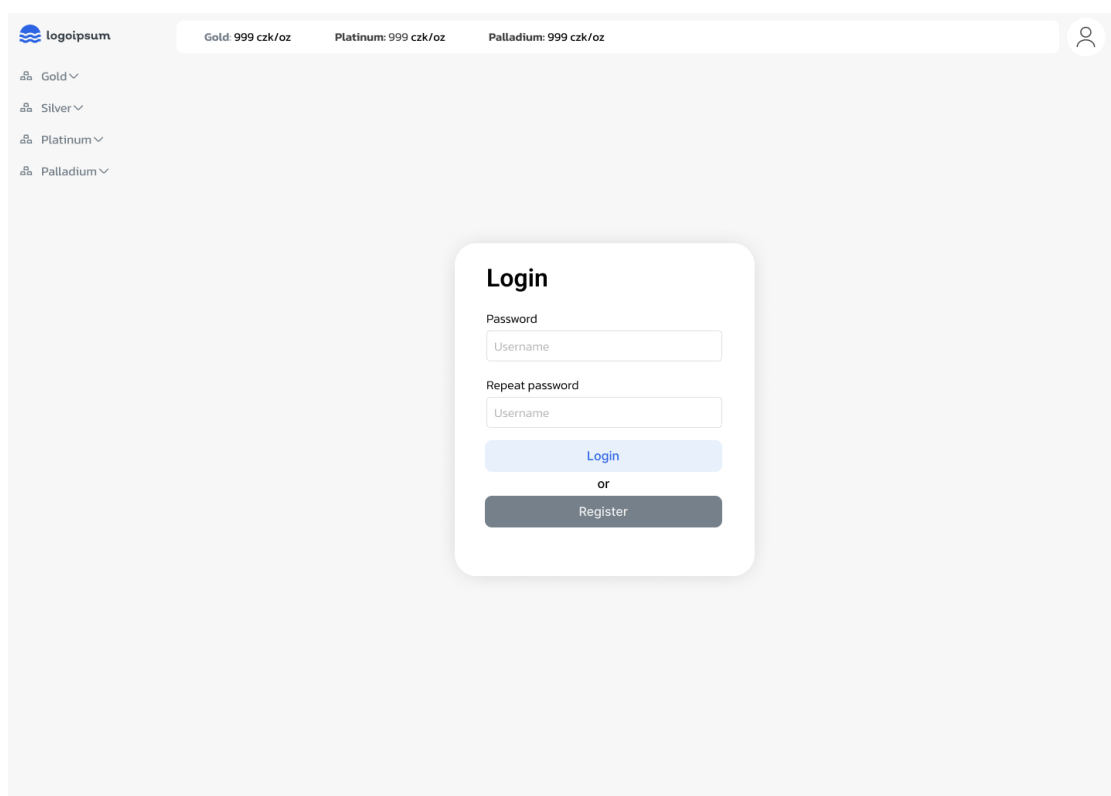 logoipsum
Gold: 999 czk/oz Platinum: 999 czk/oz Palladium: 999 czk/oz
Gold
Silver
Platinum
Palladium
Login
Password
Username
Repeat password
Username
Login
or
Register